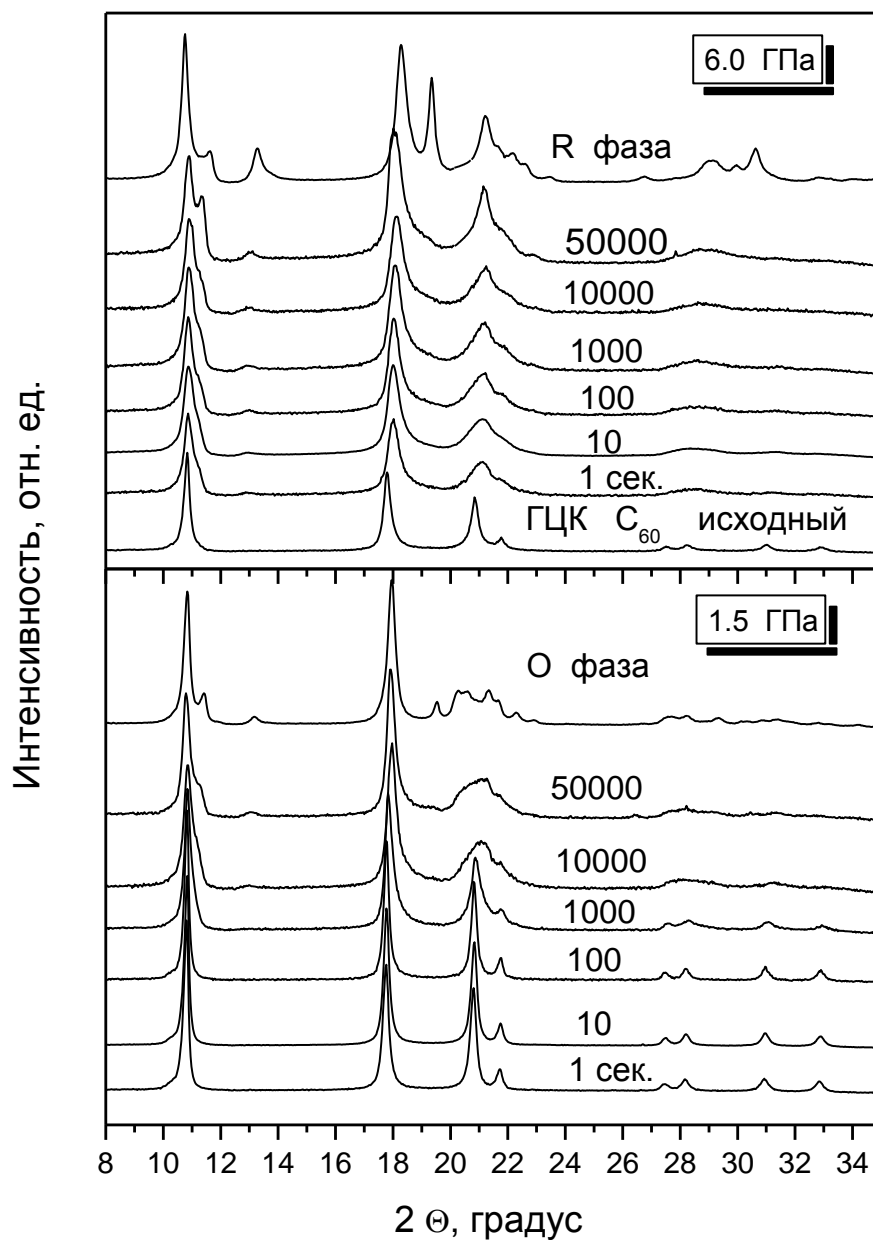 6.0 ГПа
R фаза
50000
10000
1000
100
10
1 сек.
ГЦК C₆₀ исходный
1.5 ГПа
O фаза
50000
10000
1000
100
10
1 сек.
8 10 12 14 16 18 20 22 24 26 28 30 32 34
2 Θ, градус
Интенсивность, отн. ед.